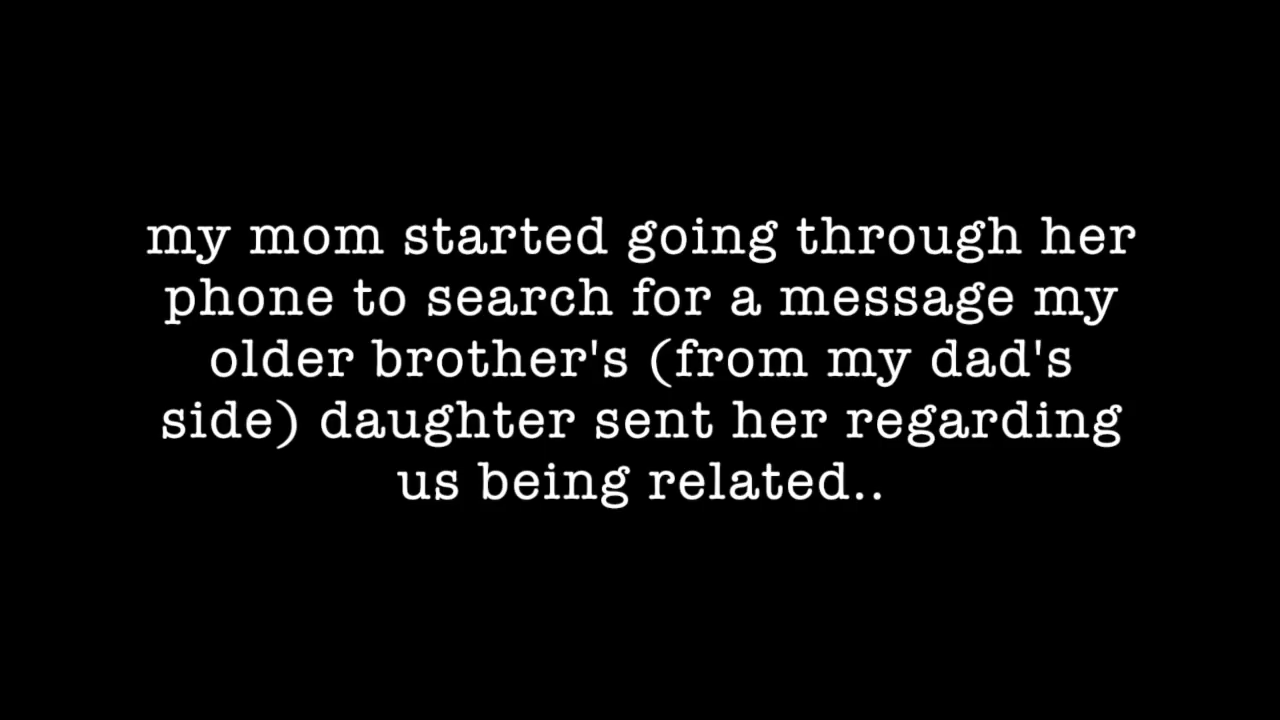 my mom started going through her
phone to search for a message my
older brother's (from my dad's
side) daughter sent her regarding
us being related..